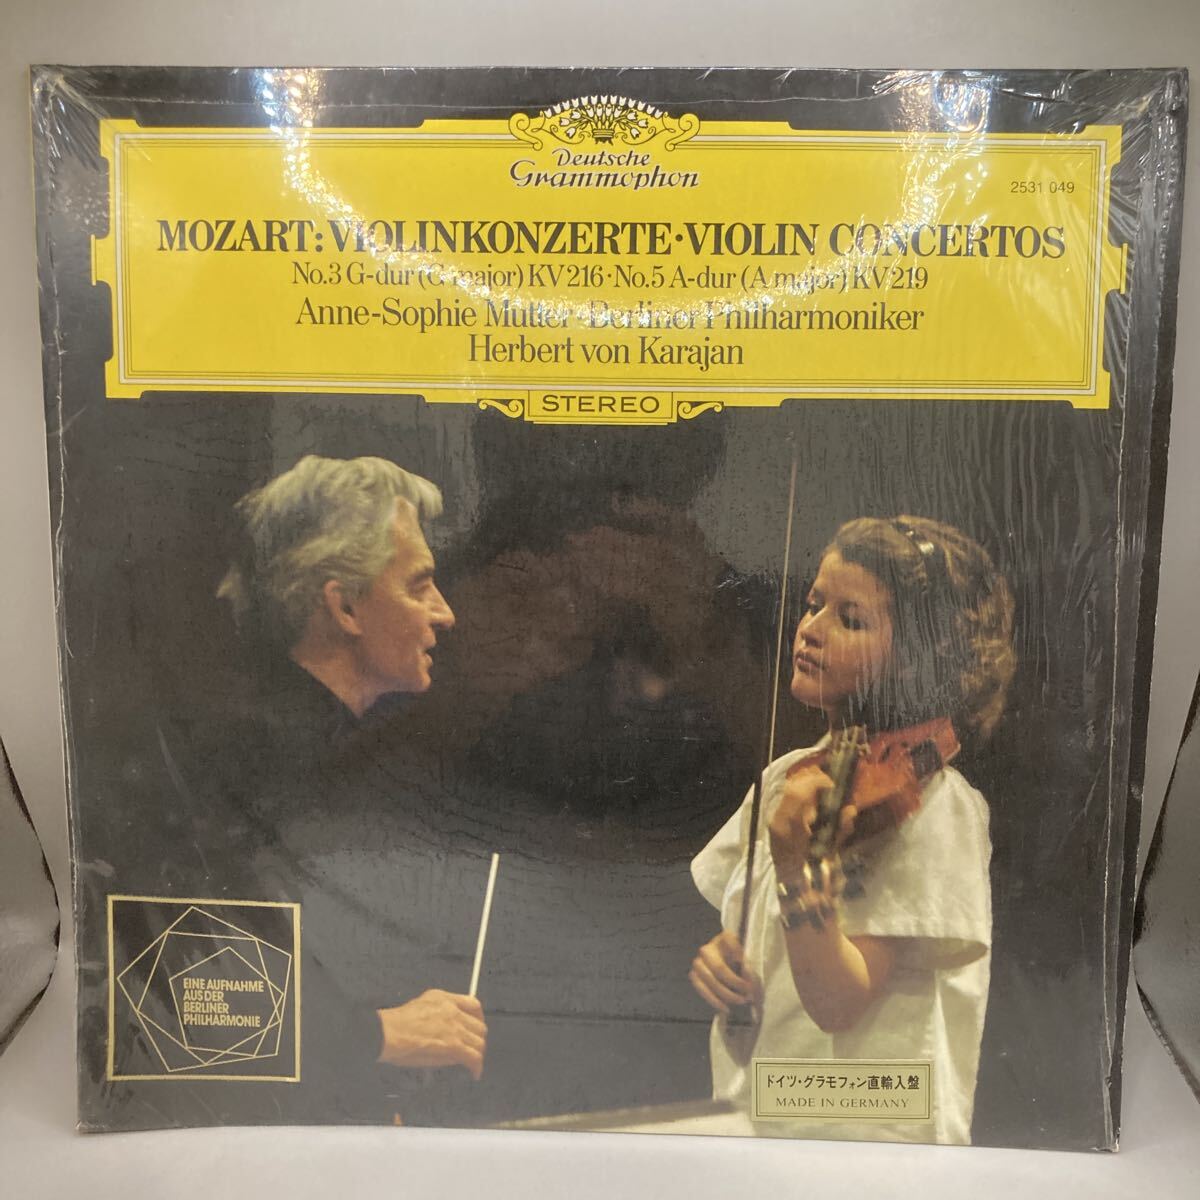 Deutsche
Grammophon
2531 049
MOZART: VIOLINKONZERTE · VIOLIN CONCERTOS
No. 3 G-dur (G major) KV 216 · No. 5 A-dur (A major) KV 219
Anne-Sophie Mutter · Berliner Philharmoniker
Herbert von Karajan
STEREO
EINE AUFNAHME
AUS DER
BERLINER
PHILHARMONIE
ドイツ・グラモフォン直輸入盤
MADE IN GERMANY